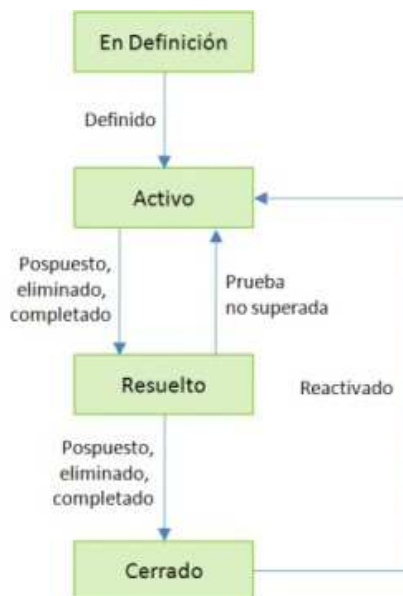 En Definición
Definido
Activo
Pospuesto,
eliminado,
completado
Prueba
no superada
Resuelto
Reactivado
Pospuesto,
eliminado,
completado
Cerrado